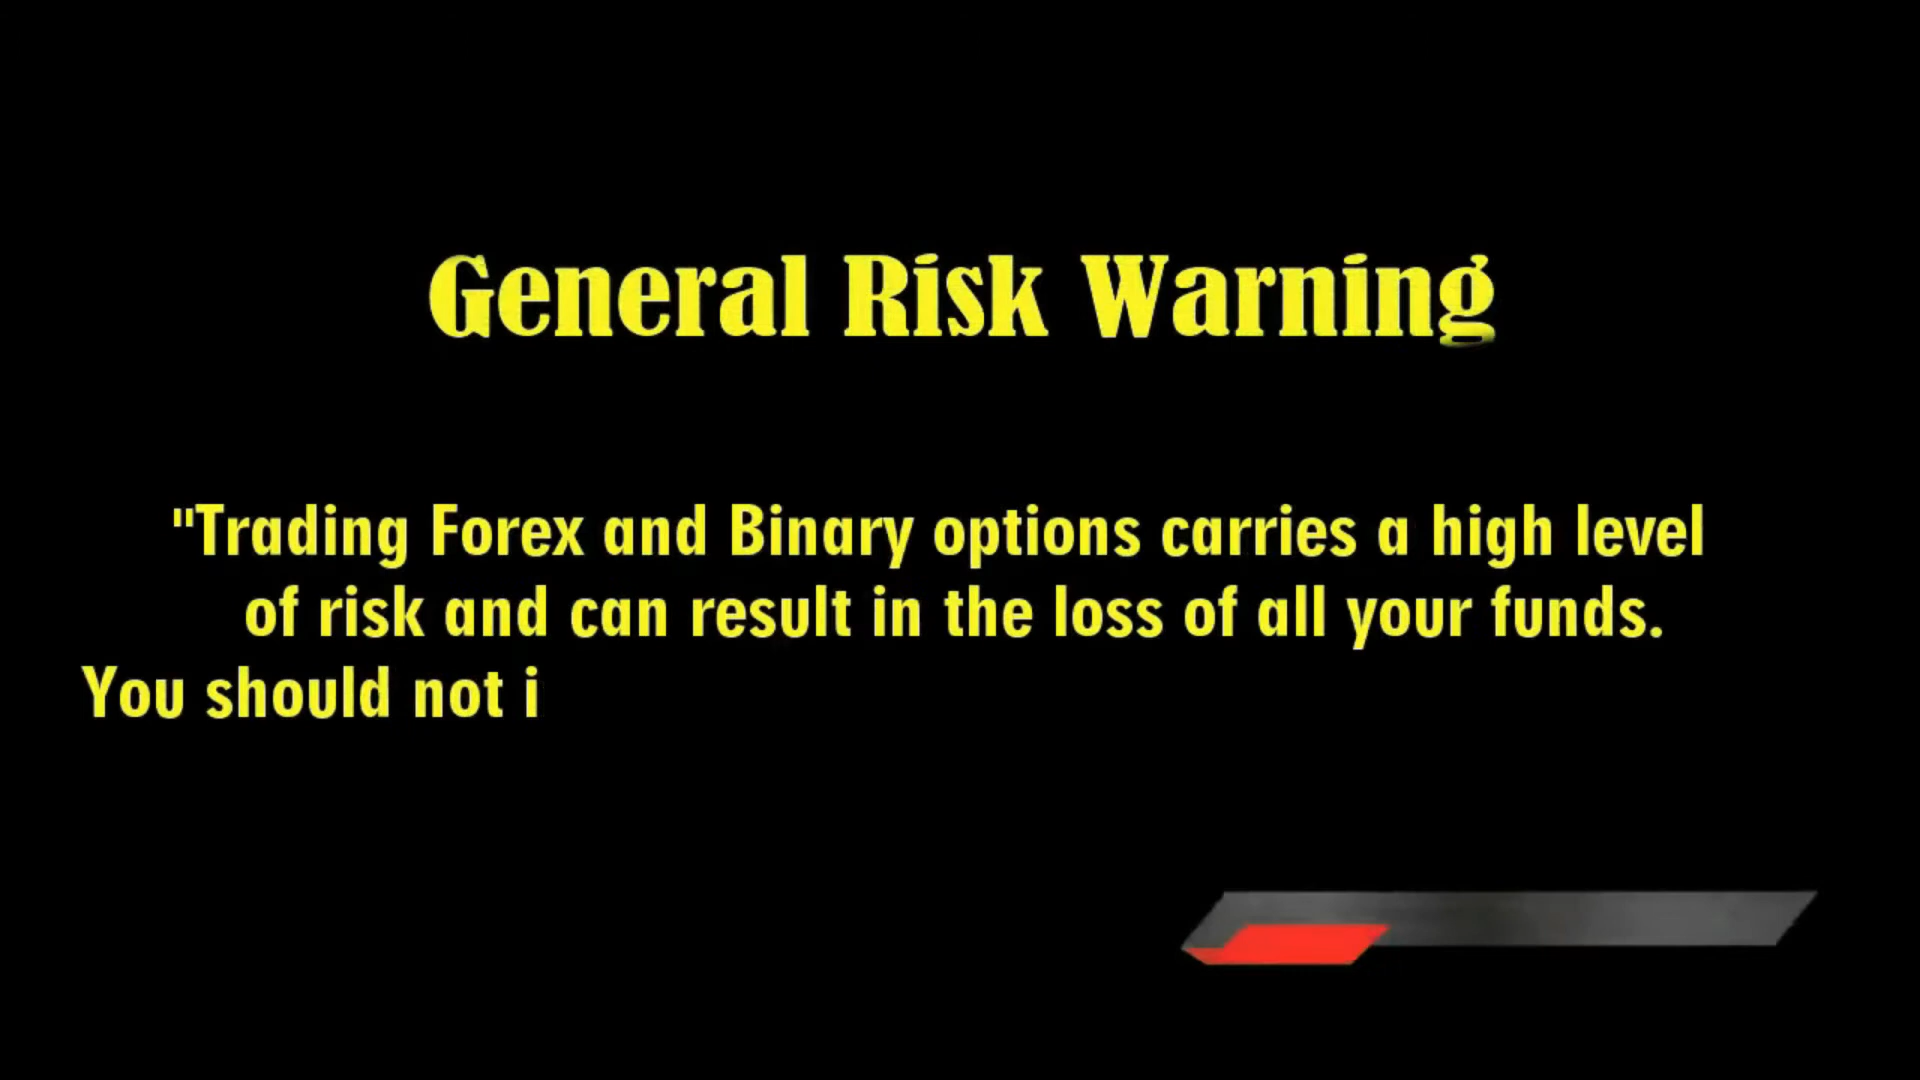 General Risk Warning
"Trading Forex and Binary options carries a high level
of risk and can result in the loss of all your funds.
You should not i